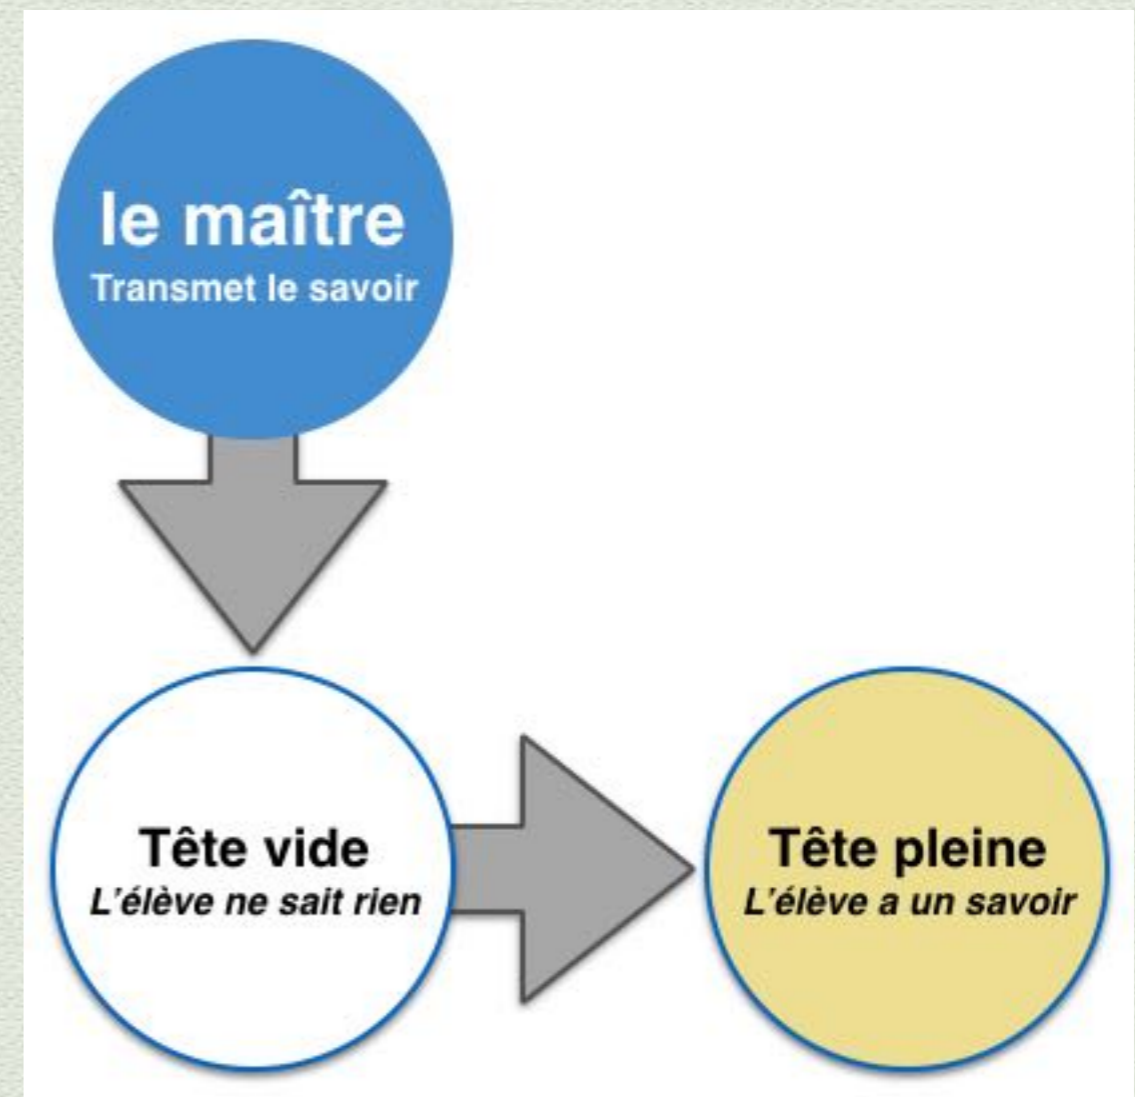 le maître
Transmet le savoir
Tête vide
L'élève ne sait rien
Tête pleine
L'élève a un savoir